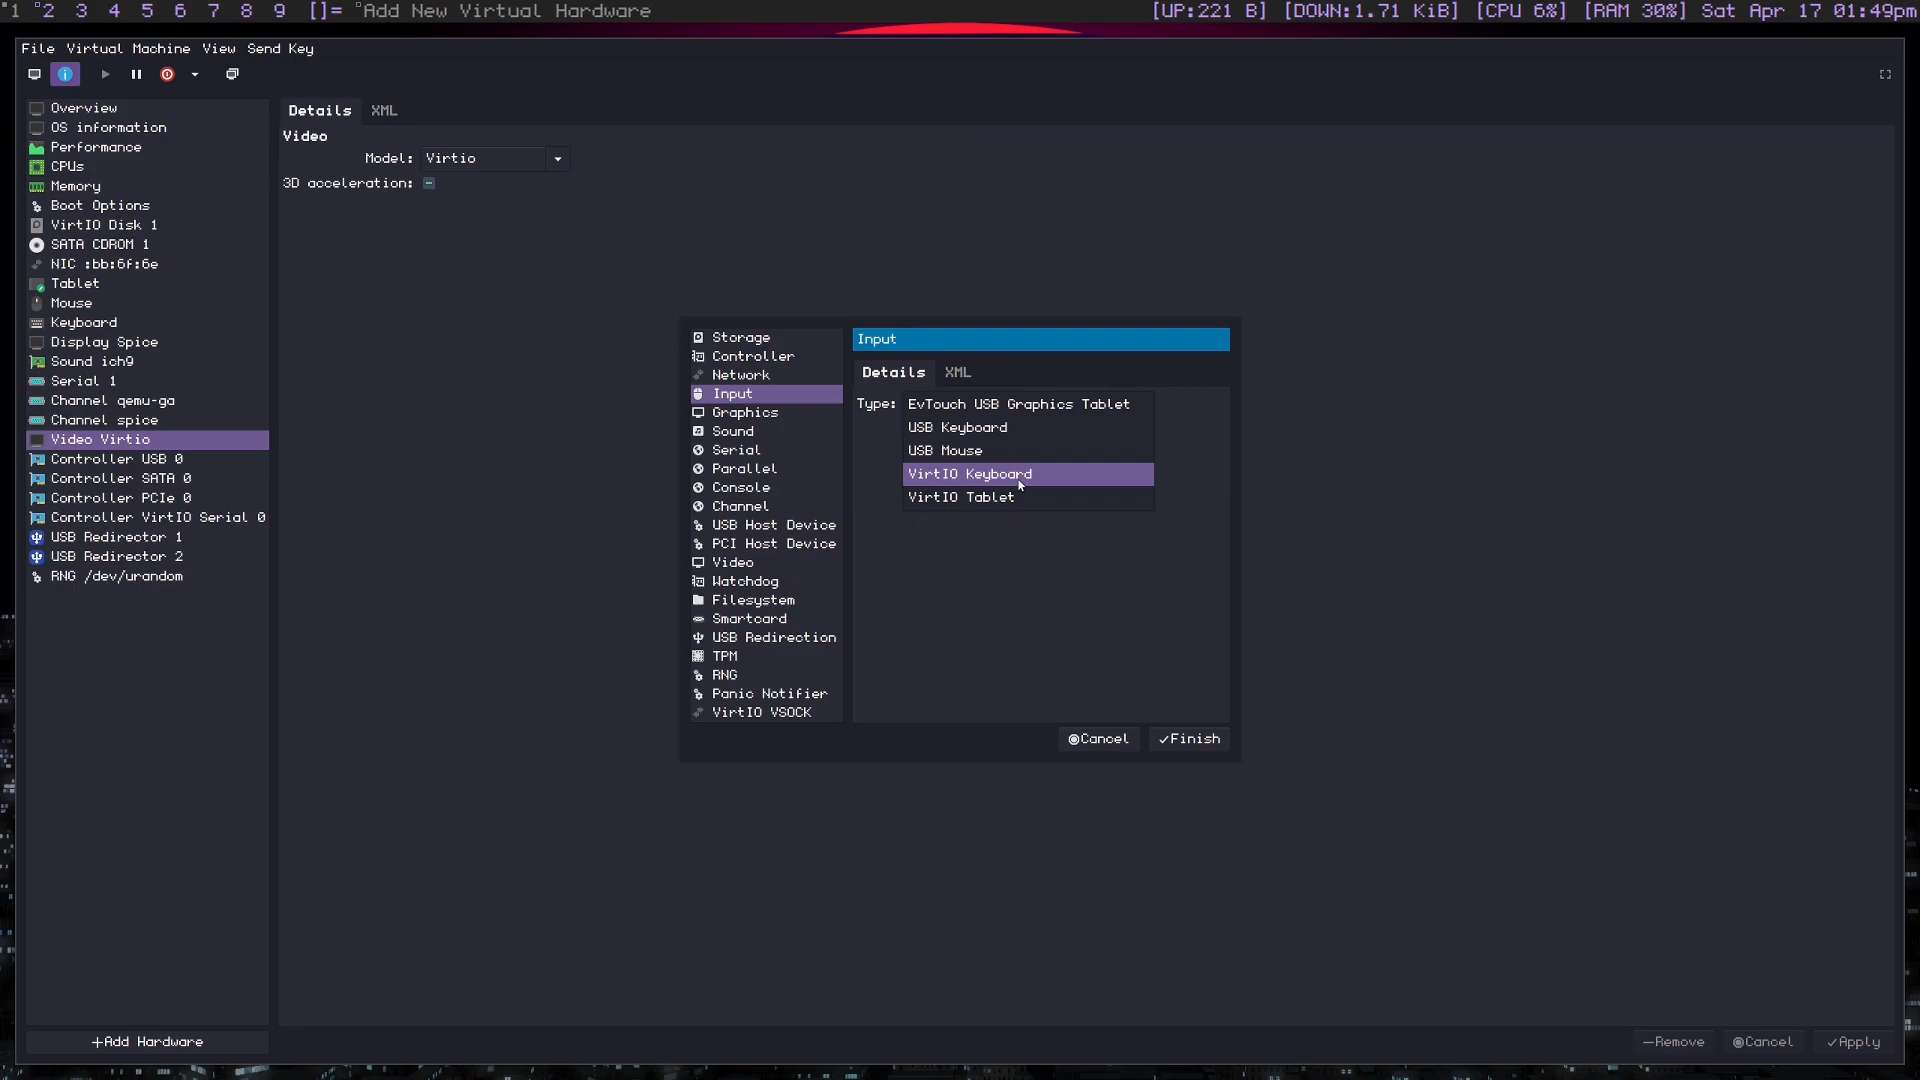 1 2 3 4 5 6 7 8 9 []= Add New Virtual Hardware
[UP:221 B] [DOWN:1.71 KiB] [CPU 6%] [RAM 30%] Sat Apr 17 01:49pm
File Virtual Machine View Send Key
Overview
OS information
Performance
CPUs
Memory
Boot Options
VirtIO Disk 1
SATA CDROM 1
NIC :bb:6f:6e
Tablet
Mouse
Keyboard
Display Spice
Sound ich9
Serial 1
Channel qemu-ga
Channel spice
Video Virtio
Controller USB 0
Controller SATA 0
Controller PCIe 0
Controller VirtIO Serial 0
USB Redirector 1
USB Redirector 2
RNG /dev/urandom
+Add Hardware
Details XML
Video
Model: Virtio
3D acceleration:
Storage
Controller
Network
Input
Graphics
Sound
Serial
Parallel
Console
Channel
USB Host Device
PCI Host Device
Video
Watchdog
Filesystem
Smartcard
USB Redirection
TPM
RNG
Panic Notifier
VirtIO VSOCK
Input
Details XML
Type: EvTouch USB Graphics Tablet
USB Keyboard
USB Mouse
VirtIO Keyboard
VirtIO Tablet
Cancel Finish
Remove Cancel Apply